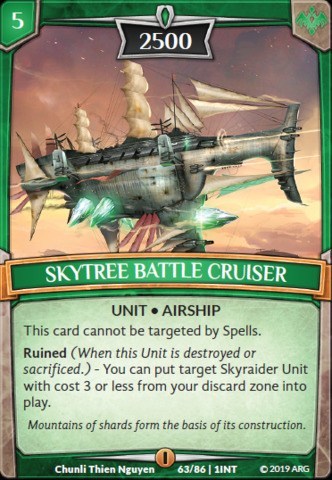 5
2500
SKYTREE BATTLE CRUISER
UNIT • AIRSHIP
This card cannot be targeted by Spells.
Ruined (When this Unit is destroyed or
sacrificed.) - You can put target Skyraider Unit
with cost 3 or less from your discard zone into
play.
Mountains of shards form the basis of its construction.
I
Chunli Thien Nguyen 63/86 | 1INT © 2019 ARG